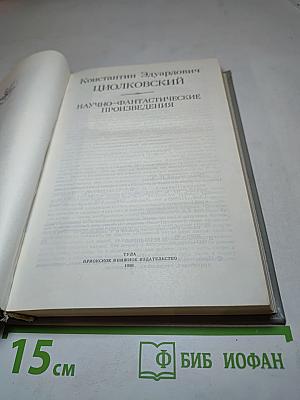 Константин Эдуардович
ЦИОЛКОВСКИЙ
НАУЧНО-ФАНТАСТИЧЕСКИЕ
ПРОИЗВЕДЕНИЯ
ТУЛА
ПРИОКСКОЕ КНИЖНОЕ ИЗДАТЕЛЬСТВО
15 см
БИБ ИОФАН